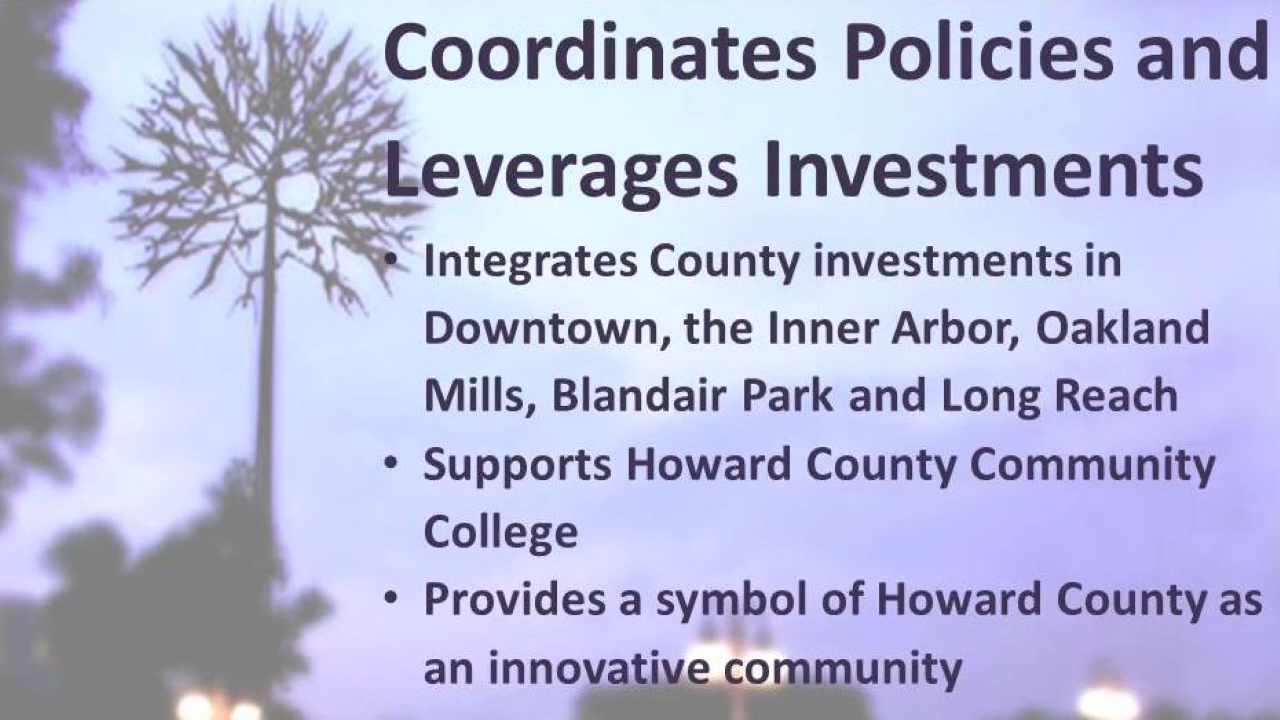 Coordinates Policies and
Leverages Investments
• Integrates County investments in
Downtown, the Inner Arbor, Oakland
Mills, Blandair Park and Long Reach
• Supports Howard County Community
College
• Provides a symbol of Howard County as
an innovative community